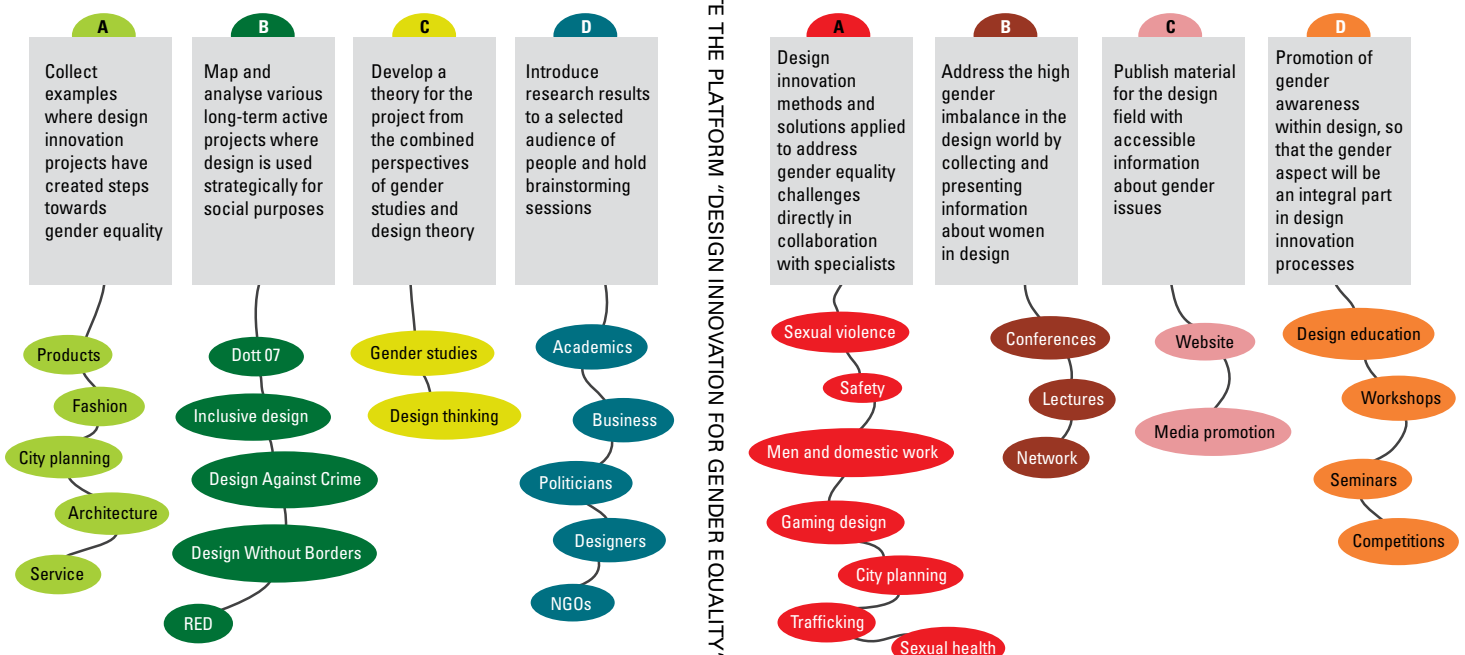 A
Collect
examples
where design
innovation
projects have
created steps
towards
gender equality
Products
Fashion
City planning
Architecture
Service
B
Map and
analyse various
long-term active
projects where
design is used
strategically for
social purposes
Dott 07
Inclusive design
Design Against Crime
Design Without Borders
RED
C
Develop a
theory for the
project from
the combined
perspectives
of gender
studies and
design theory
Gender studies
Design thinking
D
Introduce
research results
to a selected
audience of
people and hold
brainstorming
sessions
Academics
Business
Politicians
Designers
NGOs
TE THE PLATFORM "DESIGN INNOVATION FOR GENDER EQUALITY"
A
Design
innovation
methods and
solutions applied
to address
gender equality
challenges
directly in
collaboration
with specialists
Sexual violence
Safety
Men and domestic work
Gaming design
City planning
Trafficking
Sexual health
B
Address the high
gender
imbalance in the
design world by
collecting and
presenting
information
about women
in design
Conferences
Lectures
Network
C
Publish material
for the design
field with
accessible
information
about gender
issues
Website
Media promotion
D
Promotion of
gender
awareness
within design, so
that the gender
aspect will be
an integral part
in design
innovation
processes
Design education
Workshops
Seminars
Competitions